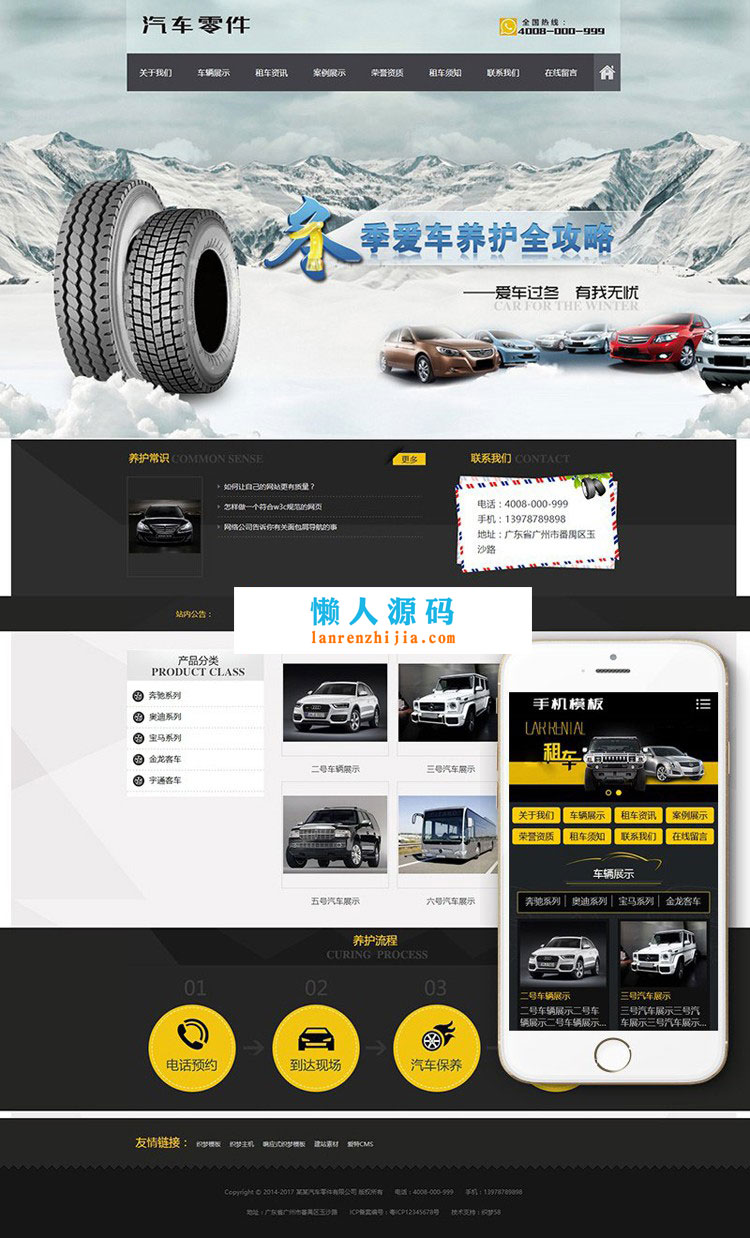 汽车零件
全国热线：
4008-000-999
关于我们 车辆展示 租车资讯 案例展示 荣誉资质 租车须知 联系我们 在线留言
冬季爱车养护全攻略
——爱车过冬 有我无忧
CAR FOR THE WINTER
养护常识 COMMON SENSE
更多
如何让自己的网站更有质量？
怎样做一个符合w3c规范的网页
网络公司告诉你有关面包屑导航的事
联系我们 CONTACT
电话：4008-000-999
手机：13978789898
地址：广东省广州市番禺区玉
沙路
站内公告：
懒人源码
lanrenzhijia.com
产品分类
PRODUCT CLASS
奔驰系列
奥迪系列
宝马系列
金龙客车
宇通客车
二号车辆展示
三号汽车展示
五号汽车展示
六号汽车展示
手机模板
CAR RENTAL
租车
关于我们 车辆展示 租车资讯 案例展示
荣誉资质 租车须知 联系我们 在线留言
车辆展示
奔驰系列 | 奥迪系列 | 宝马系列 | 金龙客车
二号车辆展示
二号车辆展示二号车
辆展示二号车辆展示...
三号汽车展示
三号汽车展示三号汽
车展示三号汽车展示...
养护流程
CURING PROCESS
01
电话预约
02
到达现场
03
汽车保养
友情链接： 织梦模板 织梦主机 响应式织梦模板 建站素材 爱特CMS
Copyright © 2014-2017 某某汽车零件有限公司 版权所有 电话：4008-000-999 手机：13978789898
地址：广东省广州市番禺区玉沙路 ICP备案编号：粤ICP12345678号 技术支持：织梦58